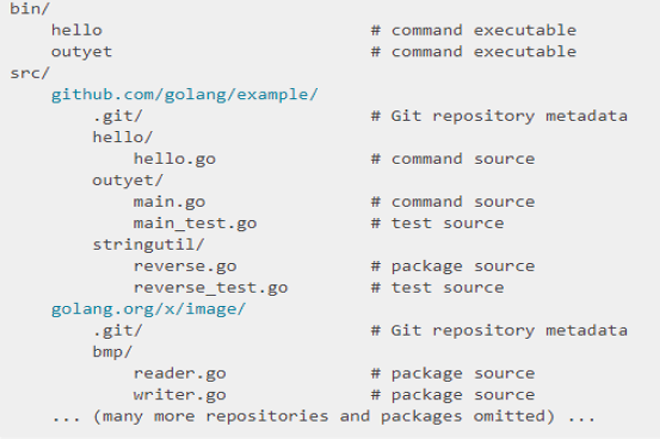 bin/
    hello                          # command executable
    outyet                         # command executable
src/
    github.com/golang/example/
        .git/                      # Git repository metadata
        hello/
            hello.go               # command source
        outyet/
            main.go                # command source
            main_test.go           # test source
        stringutil/
            reverse.go             # package source
            reverse_test.go        # test source
    golang.org/x/image/
        .git/                      # Git repository metadata
        bmp/
            reader.go              # package source
            writer.go              # package source
    ... (many more repositories and packages omitted) ...